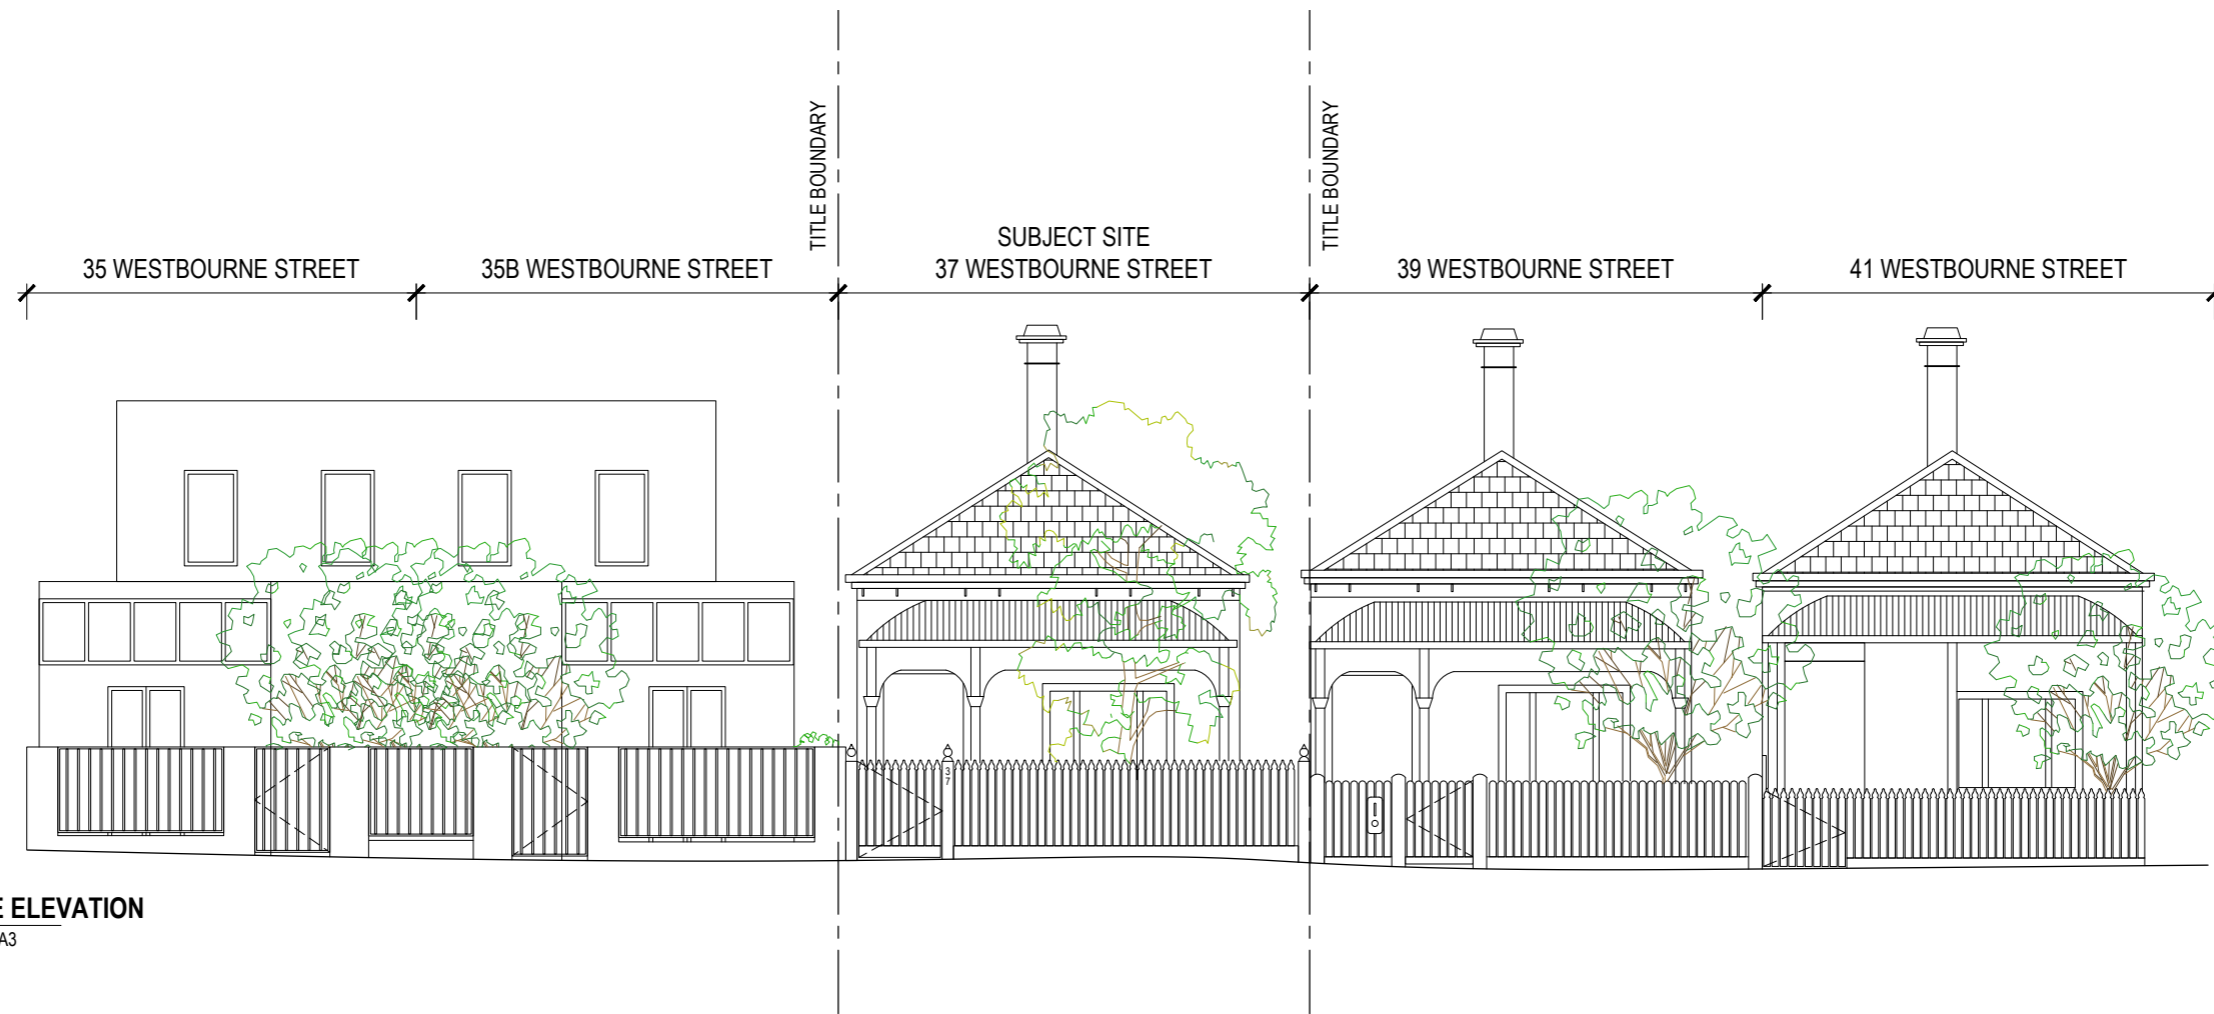 TITLE BOUNDARY
TITLE BOUNDARY
SUBJECT SITE
35 WESTBOURNE STREET
35B WESTBOURNE STREET
37 WESTBOURNE STREET
39 WESTBOURNE STREET
41 WESTBOURNE STREET
37
E ELEVATION
A3